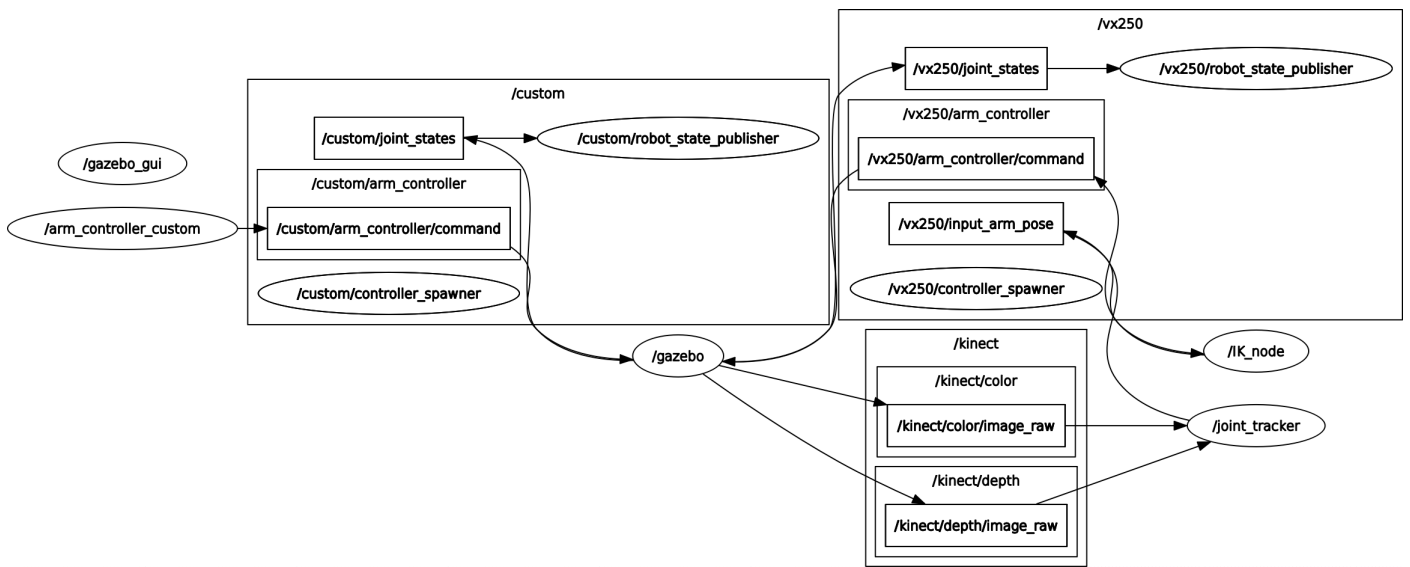 /gazebo_gui
/arm_controller_custom
/custom
/custom/joint_states
/custom/robot_state_publisher
/custom/arm_controller
/custom/arm_controller/command
/custom/controller_spawner
/gazebo
/vx250
/vx250/joint_states
/vx250/robot_state_publisher
/vx250/arm_controller
/vx250/arm_controller/command
/vx250/input_arm_pose
/vx250/controller_spawner
/kinect
/kinect/color
/kinect/color/image_raw
/kinect/depth
/kinect/depth/image_raw
/IK_node
/joint_tracker